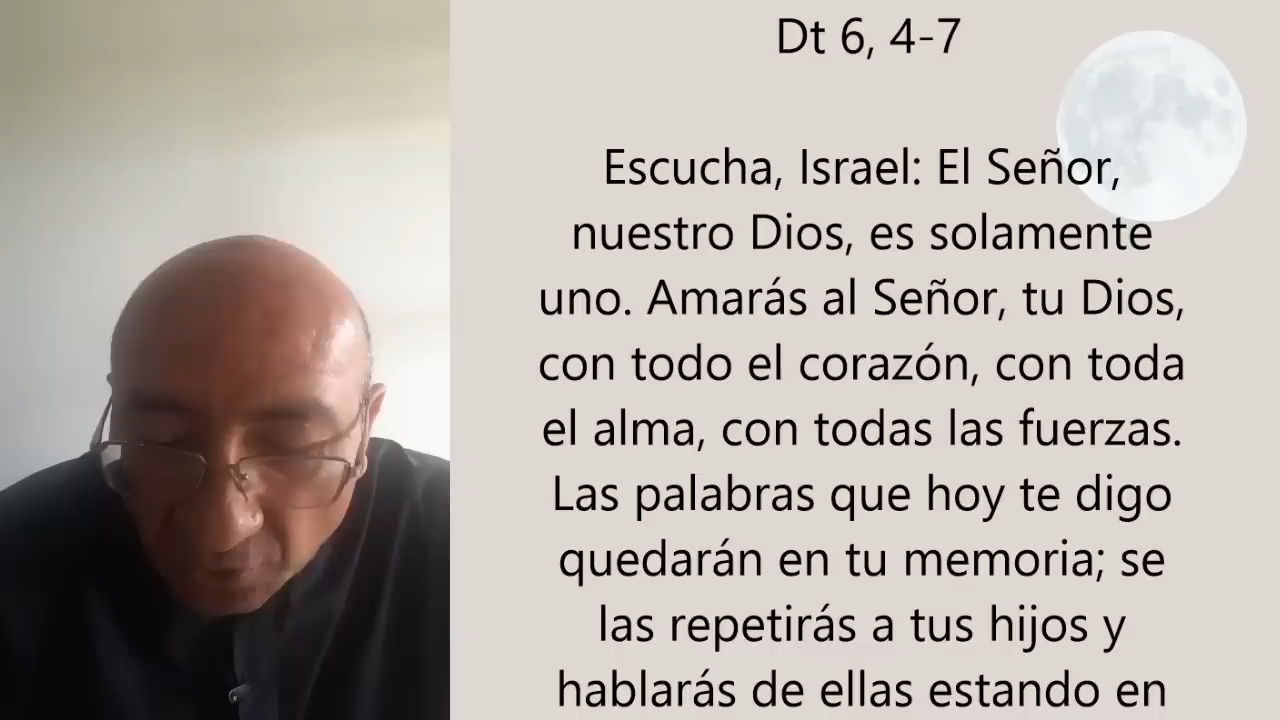 Dt 6, 4-7
Escucha, Israel: El Señor,
nuestro Dios, es solamente
uno. Amarás al Señor, tu Dios,
con todo el corazón, con toda
el alma, con todas las fuerzas.
Las palabras que hoy te digo
quedarán en tu memoria; se
las repetirás a tus hijos y
hablarás de ellas estando en